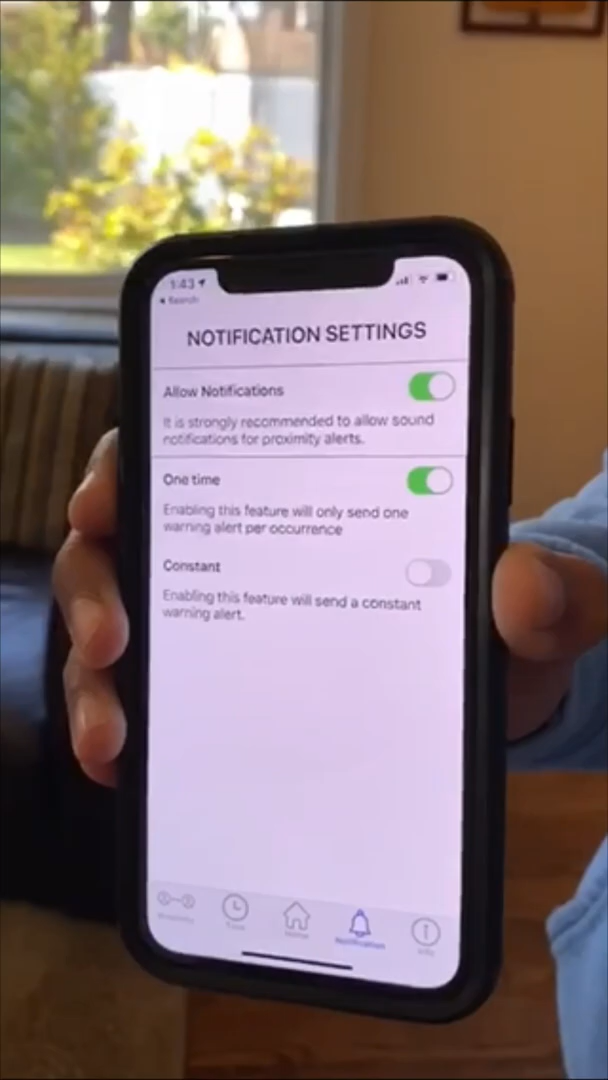 1:43
Search
NOTIFICATION SETTINGS
Allow Notifications
It is strongly recommended to allow sound
notifications for proximity alerts.
One time
Enabling this feature will only send one
warning alert per occurrence
Constant
Enabling this feature will send a constant
warning alert.
Proximity
Time
Home
Notification
Info